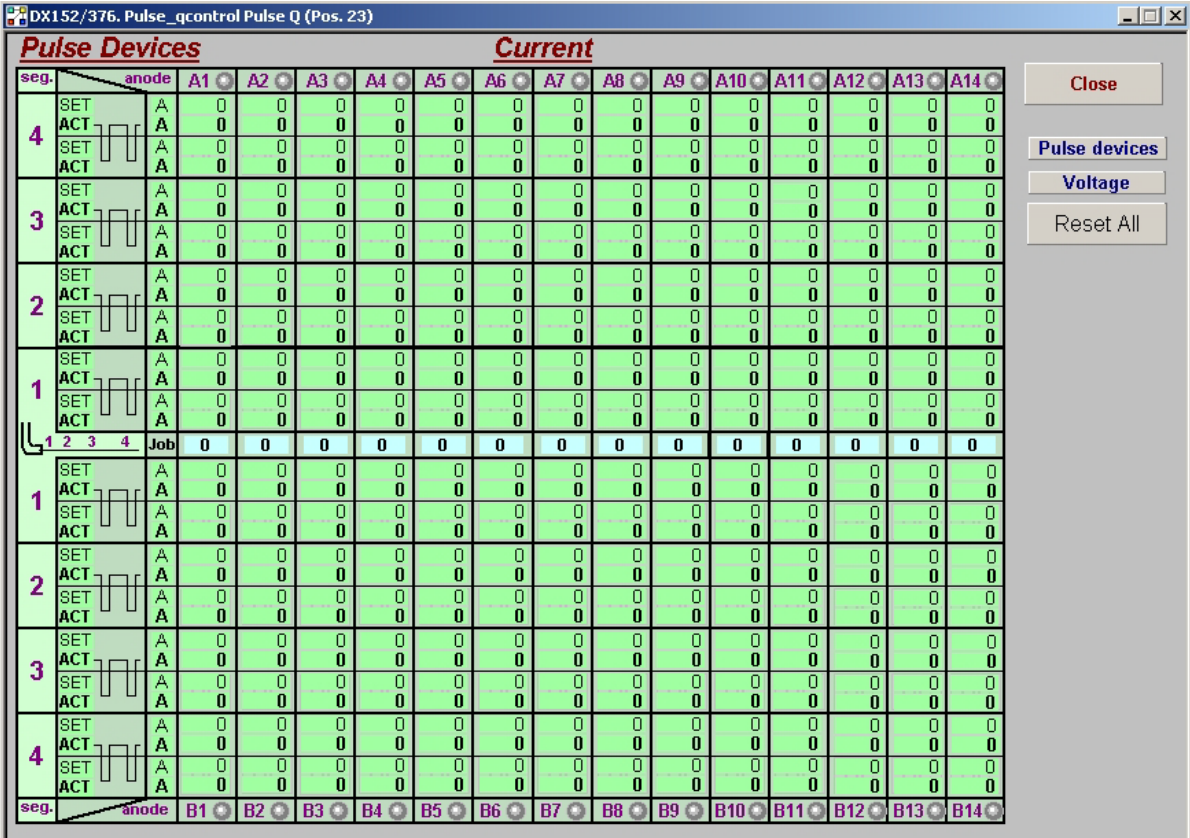 DX152/376. Pulse_qcontrol Pulse Q (Pos. 23)
Pulse Devices Current
seg. anode A1 A2 A3 A4 A5 A6 A7 A8 A9 A10 A11 A12 A13 A14
Close
4
SET A 0 0 0 0 0 0 0 0 0 0 0 0 0 0
ACT A 0 0 0 0 0 0 0 0 0 0 0 0 0 0
SET A 0 0 0 0 0 0 0 0 0 0 0 0 0 0
ACT A 0 0 0 0 0 0 0 0 0 0 0 0 0 0
Pulse devices
3
SET A 0 0 0 0 0 0 0 0 0 0 0 0 0 0
ACT A 0 0 0 0 0 0 0 0 0 0 0 0 0 0
SET A 0 0 0 0 0 0 0 0 0 0 0 0 0 0
ACT A 0 0 0 0 0 0 0 0 0 0 0 0 0 0
Voltage
Reset All
2
SET A 0 0 0 0 0 0 0 0 0 0 0 0 0 0
ACT A 0 0 0 0 0 0 0 0 0 0 0 0 0 0
SET A 0 0 0 0 0 0 0 0 0 0 0 0 0 0
ACT A 0 0 0 0 0 0 0 0 0 0 0 0 0 0
1
SET A 0 0 0 0 0 0 0 0 0 0 0 0 0 0
ACT A 0 0 0 0 0 0 0 0 0 0 0 0 0 0
SET A 0 0 0 0 0 0 0 0 0 0 0 0 0 0
ACT A 0 0 0 0 0 0 0 0 0 0 0 0 0 0
1 2 3 4 Job 0 0 0 0 0 0 0 0 0 0 0 0 0 0
1
SET A 0 0 0 0 0 0 0 0 0 0 0 0 0 0
ACT A 0 0 0 0 0 0 0 0 0 0 0 0 0 0
SET A 0 0 0 0 0 0 0 0 0 0 0 0 0 0
ACT A 0 0 0 0 0 0 0 0 0 0 0 0 0 0
2
SET A 0 0 0 0 0 0 0 0 0 0 0 0 0 0
ACT A 0 0 0 0 0 0 0 0 0 0 0 0 0 0
SET A 0 0 0 0 0 0 0 0 0 0 0 0 0 0
ACT A 0 0 0 0 0 0 0 0 0 0 0 0 0 0
3
SET A 0 0 0 0 0 0 0 0 0 0 0 0 0 0
ACT A 0 0 0 0 0 0 0 0 0 0 0 0 0 0
SET A 0 0 0 0 0 0 0 0 0 0 0 0 0 0
ACT A 0 0 0 0 0 0 0 0 0 0 0 0 0 0
4
SET A 0 0 0 0 0 0 0 0 0 0 0 0 0 0
ACT A 0 0 0 0 0 0 0 0 0 0 0 0 0 0
SET A 0 0 0 0 0 0 0 0 0 0 0 0 0 0
ACT A 0 0 0 0 0 0 0 0 0 0 0 0 0 0
seg. anode B1 B2 B3 B4 B5 B6 B7 B8 B9 B10 B11 B12 B13 B14